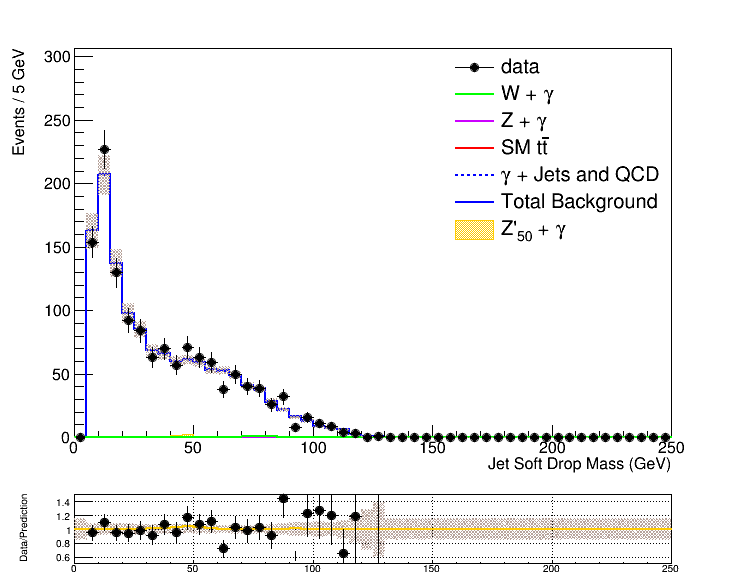 Events / 5 GeV
300
250
200
150
100
50
0
data
W + γ
Z + γ
SM tt̄
γ + Jets and QCD
Total Background
Z'50 + γ
0 50 100 150 200 250
Jet Soft Drop Mass (GeV)
Data/Prediction
1.4
1.2
1
0.8
0.6
0 50 100 150 200 250